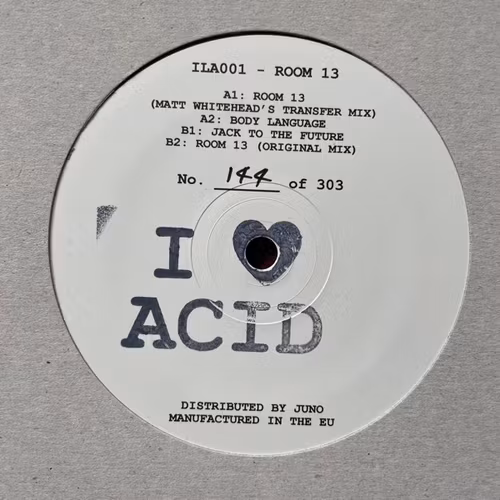 ILA001 - ROOM 13
A1: ROOM 13
(MATT WHITEHEAD'S TRANSFER MIX)
A2: BODY LANGUAGE
B1: JACK TO THE FUTURE
B2: ROOM 13 (ORIGINAL MIX)
No. 144 of 303
I
ACID
DISTRIBUTED BY JUNO
MANUFACTURED IN THE EU